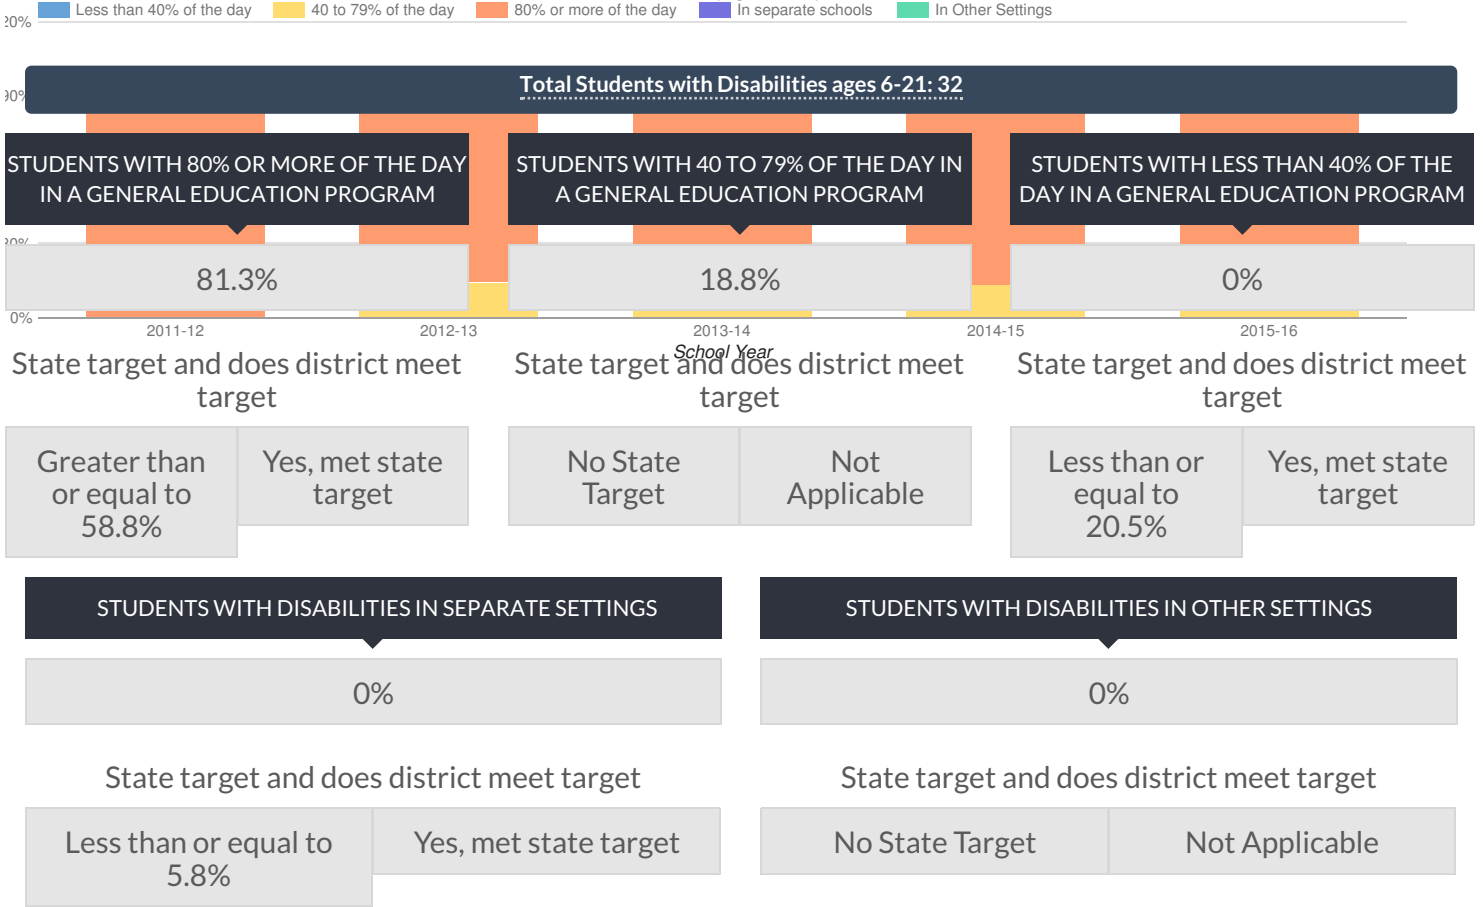 Less than 40% of the day 40 to 79% of the day 80% or more of the day In separate schools In Other Settings
Total Students with Disabilities ages 6-21: 32
STUDENTS WITH 80% OR MORE OF THE DAY
IN A GENERAL EDUCATION PROGRAM
STUDENTS WITH 40 TO 79% OF THE DAY IN
A GENERAL EDUCATION PROGRAM
STUDENTS WITH LESS THAN 40% OF THE
DAY IN A GENERAL EDUCATION PROGRAM
81.3%
18.8%
0%
0%
2011-12 2012-13 2013-14 2014-15 2015-16
School Year
State target and does district meet
target
State target and does district meet
target
State target and does district meet
target
Greater than
or equal to
58.8%
Yes, met state
target
No State
Target
Not
Applicable
Less than or
equal to
20.5%
Yes, met state
target
STUDENTS WITH DISABILITIES IN SEPARATE SETTINGS
STUDENTS WITH DISABILITIES IN OTHER SETTINGS
0%
0%
State target and does district meet target
State target and does district meet target
Less than or equal to
5.8%
Yes, met state target
No State Target
Not Applicable